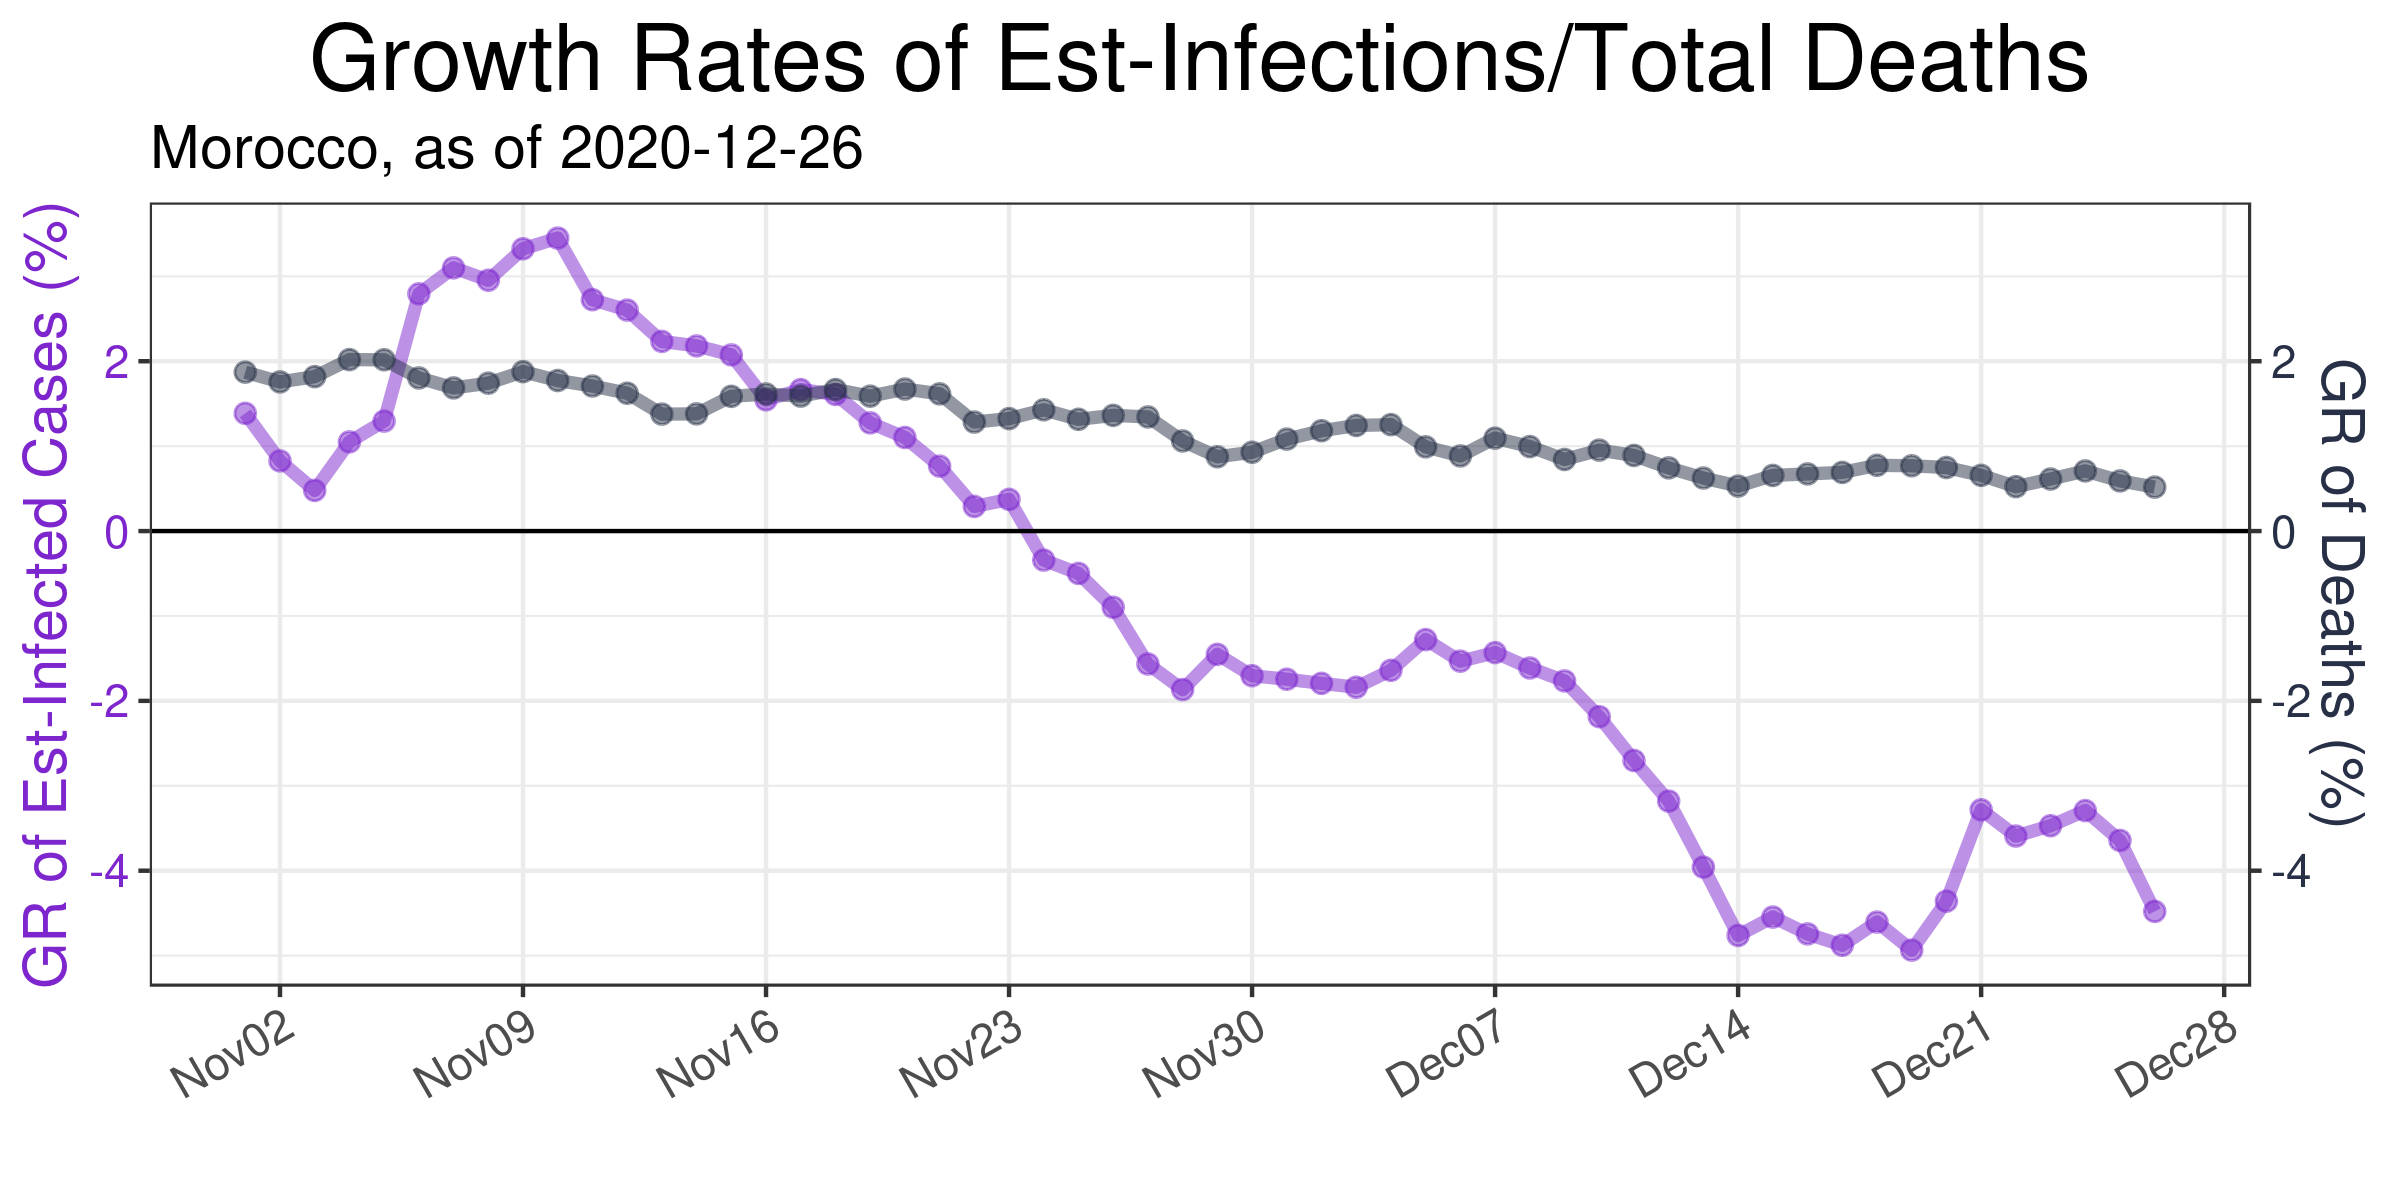 Growth Rates of Est-Infections/Total Deaths
Morocco, as of 2020-12-26
GR of Est-Infected Cases (%)
2
0
-2
-4
2
0
-2
-4
GR of Deaths (%)
Nov02
Nov09
Nov16
Nov23
Nov30
Dec07
Dec14
Dec21
Dec28